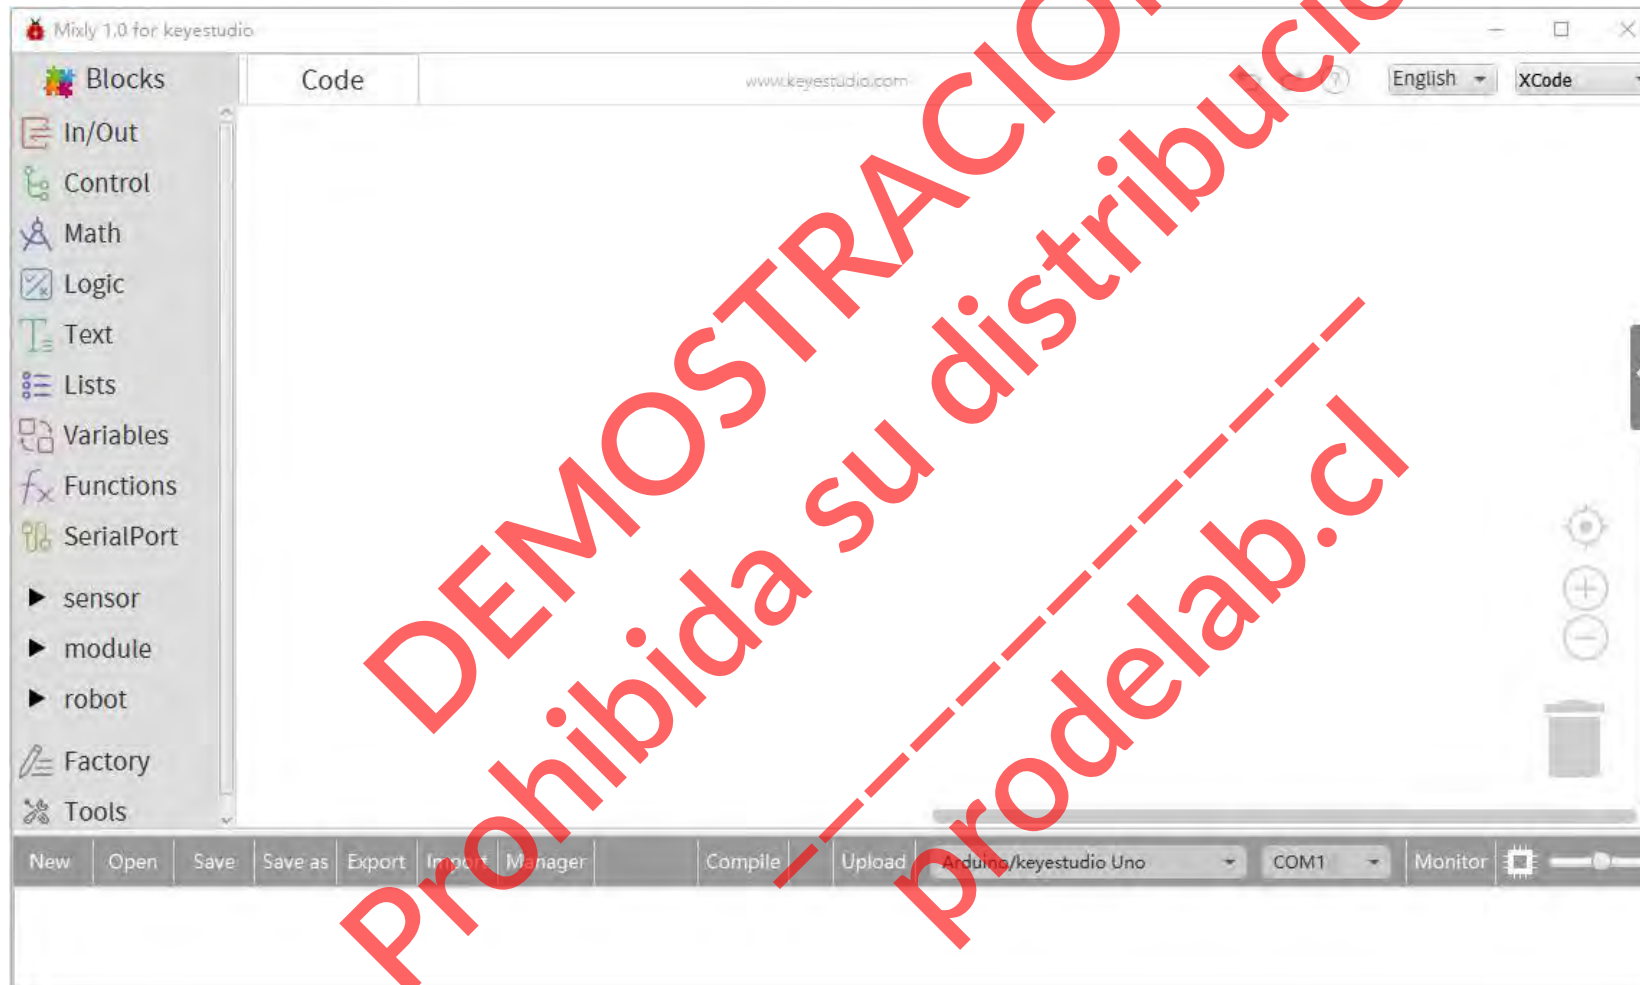 Mixly 1.0 for keyestudio
Blocks
Code
www.keyestudio.com
?
English
XCode
In/Out
Control
Math
Logic
Text
Lists
Variables
Functions
SerialPort
sensor
module
robot
Factory
Tools
New Open Save Save as Export Import Manager Compile Upload Arduino/keyestudio Uno COM1 Monitor
DEMOSTRACION
Prohibida su distribució
----------------
prodelab.cl